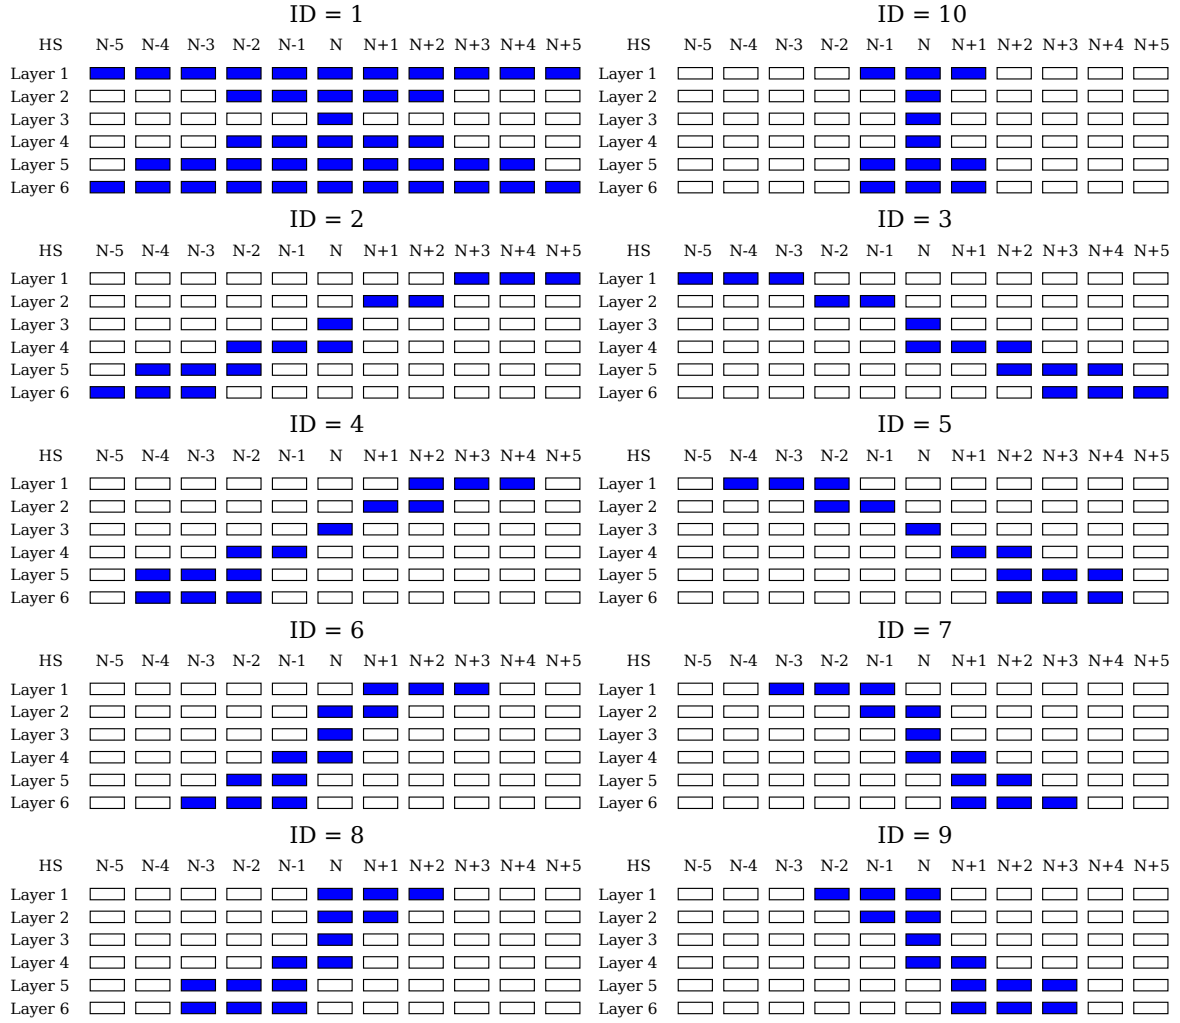 ID = 1
HS N-5 N-4 N-3 N-2 N-1 N N+1 N+2 N+3 N+4 N+5
Layer 1
Layer 2
Layer 3
Layer 4
Layer 5
Layer 6
ID = 10
HS N-5 N-4 N-3 N-2 N-1 N N+1 N+2 N+3 N+4 N+5
Layer 1
Layer 2
Layer 3
Layer 4
Layer 5
Layer 6
ID = 2
HS N-5 N-4 N-3 N-2 N-1 N N+1 N+2 N+3 N+4 N+5
Layer 1
Layer 2
Layer 3
Layer 4
Layer 5
Layer 6
ID = 3
HS N-5 N-4 N-3 N-2 N-1 N N+1 N+2 N+3 N+4 N+5
Layer 1
Layer 2
Layer 3
Layer 4
Layer 5
Layer 6
ID = 4
HS N-5 N-4 N-3 N-2 N-1 N N+1 N+2 N+3 N+4 N+5
Layer 1
Layer 2
Layer 3
Layer 4
Layer 5
Layer 6
ID = 5
HS N-5 N-4 N-3 N-2 N-1 N N+1 N+2 N+3 N+4 N+5
Layer 1
Layer 2
Layer 3
Layer 4
Layer 5
Layer 6
ID = 6
HS N-5 N-4 N-3 N-2 N-1 N N+1 N+2 N+3 N+4 N+5
Layer 1
Layer 2
Layer 3
Layer 4
Layer 5
Layer 6
ID = 7
HS N-5 N-4 N-3 N-2 N-1 N N+1 N+2 N+3 N+4 N+5
Layer 1
Layer 2
Layer 3
Layer 4
Layer 5
Layer 6
ID = 8
HS N-5 N-4 N-3 N-2 N-1 N N+1 N+2 N+3 N+4 N+5
Layer 1
Layer 2
Layer 3
Layer 4
Layer 5
Layer 6
ID = 9
HS N-5 N-4 N-3 N-2 N-1 N N+1 N+2 N+3 N+4 N+5
Layer 1
Layer 2
Layer 3
Layer 4
Layer 5
Layer 6